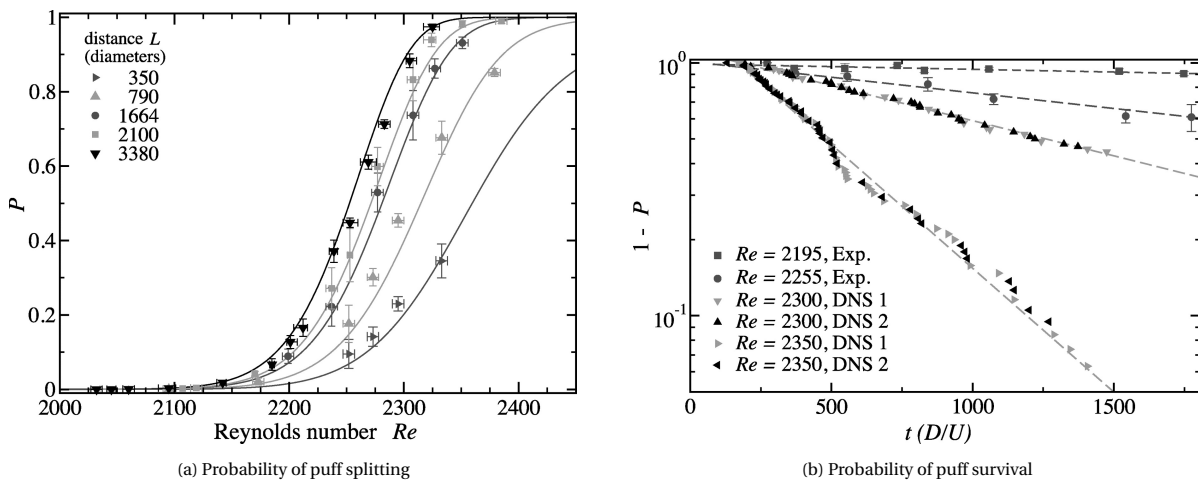 1
0.8
0.6
0.4
0.2
0
P
distance L
(diameters)
350
790
1664
2100
3380
2000 2100 2200 2300 2400
Reynolds number Re
(a) Probability of puff splitting
10^0
10^-1
1 - P
Re = 2195, Exp.
Re = 2255, Exp.
Re = 2300, DNS 1
Re = 2300, DNS 2
Re = 2350, DNS 1
Re = 2350, DNS 2
0 500 1000 1500
t (D/U)
(b) Probability of puff survival